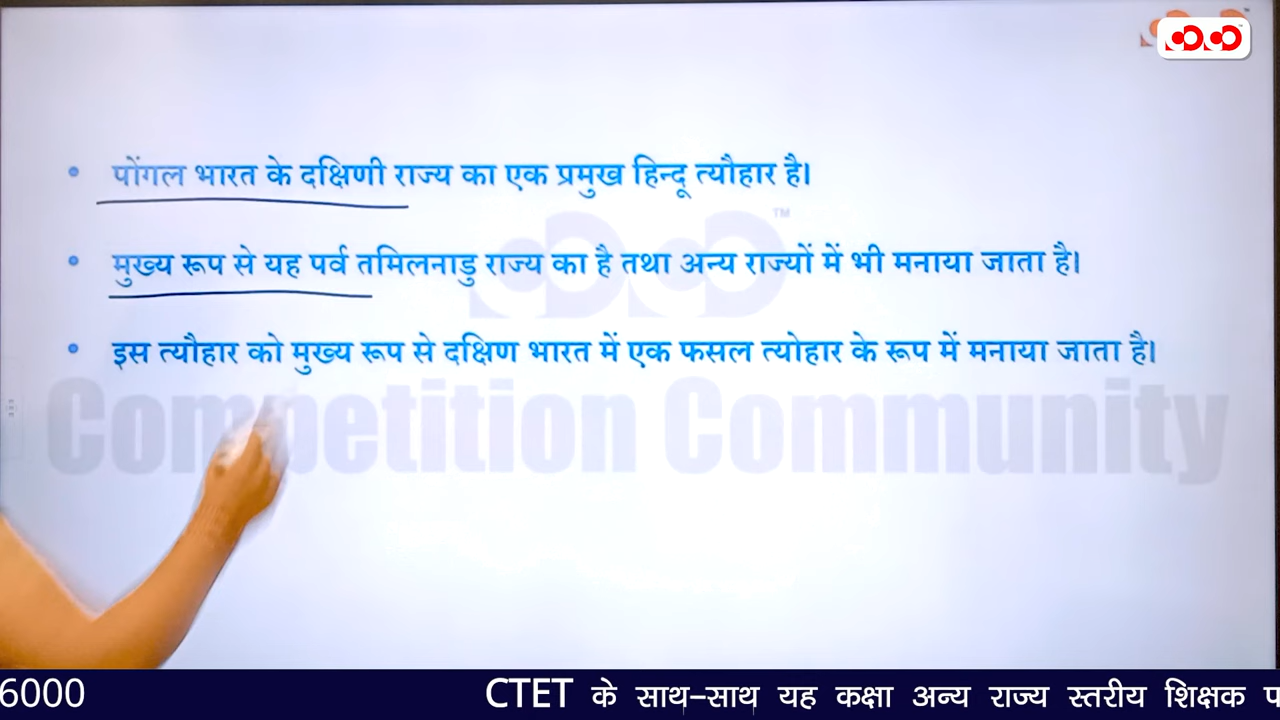 पोंगल भारत के दक्षिणी राज्य का एक प्रमुख हिन्दू त्यौहार है।
मुख्य रूप से यह पर्व तमिलनाडु राज्य का है तथा अन्य राज्यों में भी मनाया जाता है।
इस त्यौहार को मुख्य रूप से दक्षिण भारत में एक फसल त्योहार के रूप में मनाया जाता है।
Competition Community
6000 CTET के साथ-साथ यह कक्षा अन्य राज्य स्तरीय शिक्षक